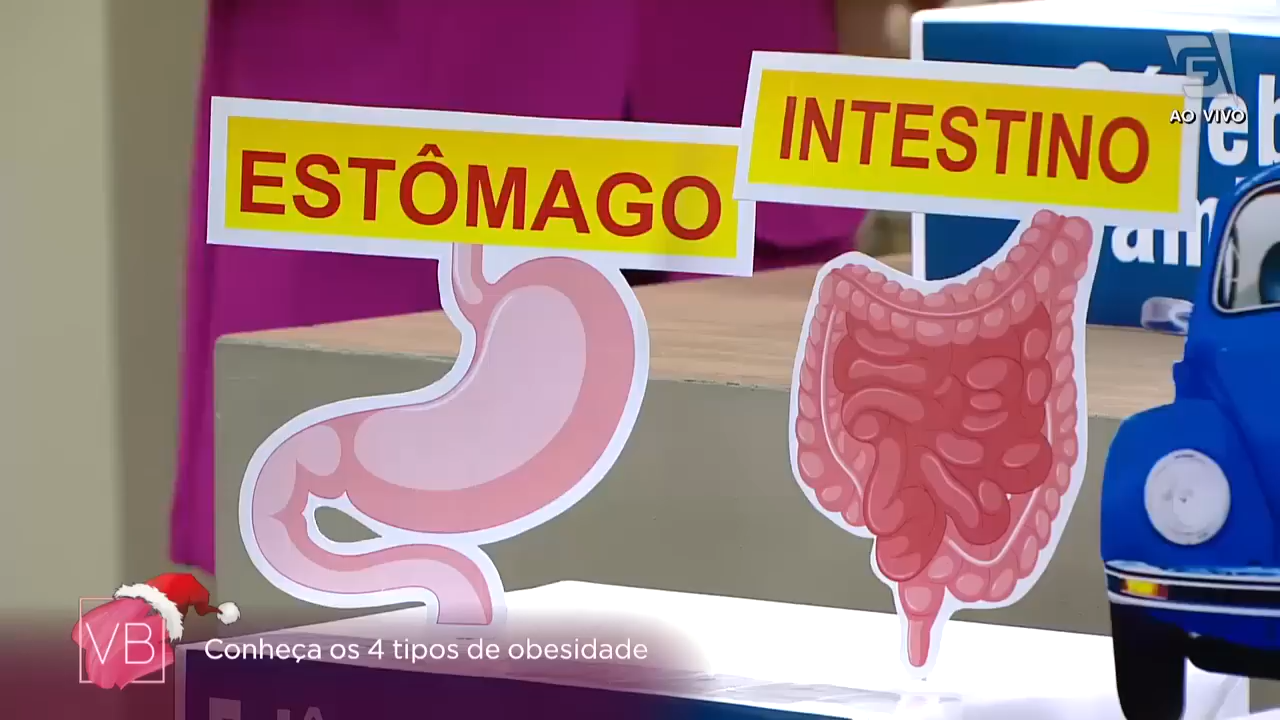 ESTÔMAGO
INTESTINO
AO VIVO
VB
Conheça os 4 tipos de obesidade